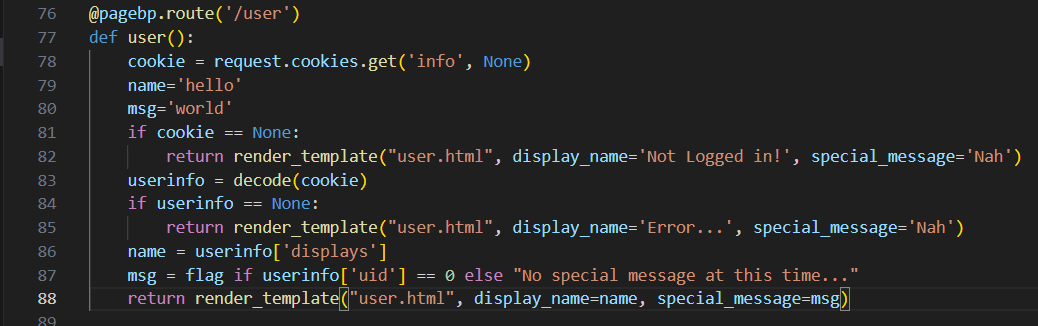 76 @pagebp.route('/user')
77 def user():
78     cookie = request.cookies.get('info', None)
79     name='hello'
80     msg='world'
81     if cookie == None:
82         return render_template("user.html", display_name='Not Logged in!', special_message='Nah')
83     userinfo = decode(cookie)
84     if userinfo == None:
85         return render_template("user.html", display_name='Error...', special_message='Nah')
86     name = userinfo['displays']
87     msg = flag if userinfo['uid'] == 0 else "No special message at this time..."
88     return render_template("user.html", display_name=name, special_message=msg)
89